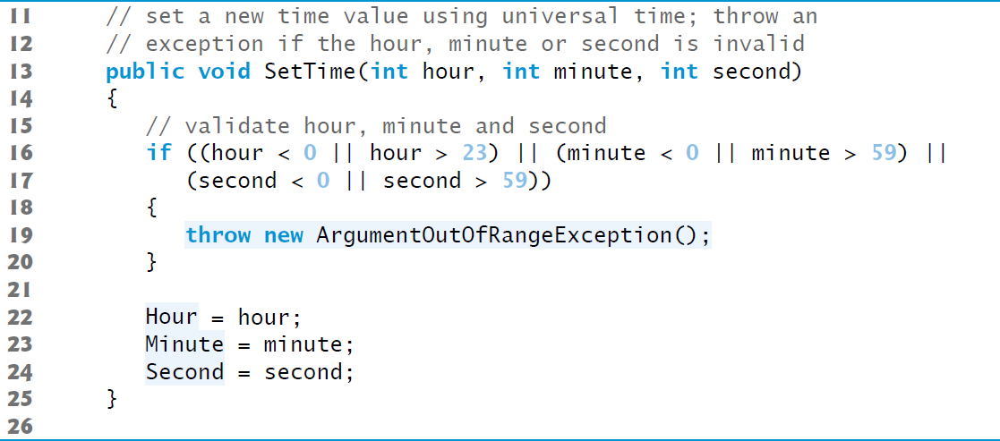 11 // set a new time value using universal time; throw an
12 // exception if the hour, minute or second is invalid
13 public void SetTime(int hour, int minute, int second)
14 {
15    // validate hour, minute and second
16    if ((hour < 0 || hour > 23) || (minute < 0 || minute > 59) ||
17       (second < 0 || second > 59))
18    {
19       throw new ArgumentOutOfRangeException();
20    }
21
22    Hour = hour;
23    Minute = minute;
24    Second = second;
25 }
26